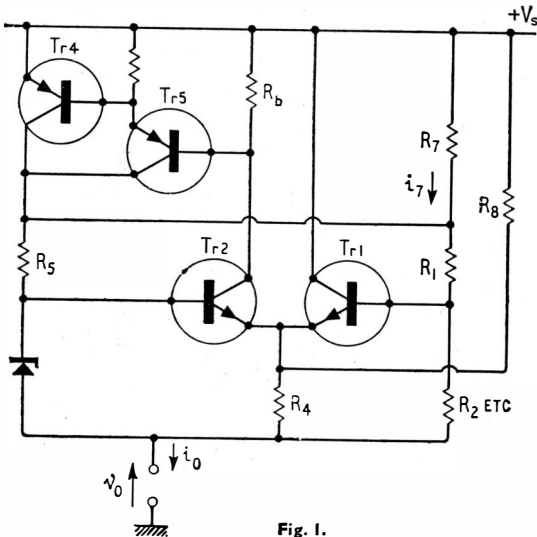 +Vs
Tr4
Tr5
Rb
R7
i7
R8
R5
Tr2
Tr1
R1
R4
R2 ETC
i0
v0
Fig. 1.